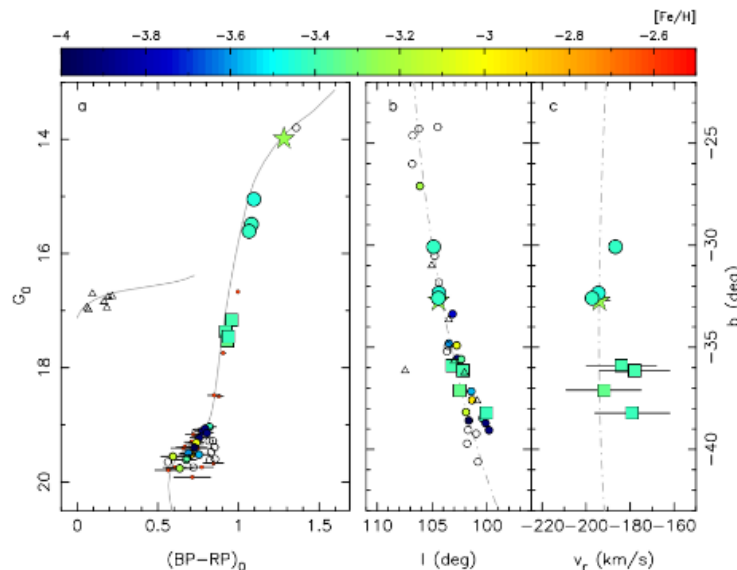 [Fe/H]
−4 −3.8 −3.6 −3.4 −3.2 −3 −2.8 −2.6
a b c
14
16
18
20
G₀
0 0.5 1 1.5
(BP−RP)₀
110 105 100
l (deg)
−220 −200 −180 −160
vᵣ (km/s)
−25
−30
−35
−40
b (deg)